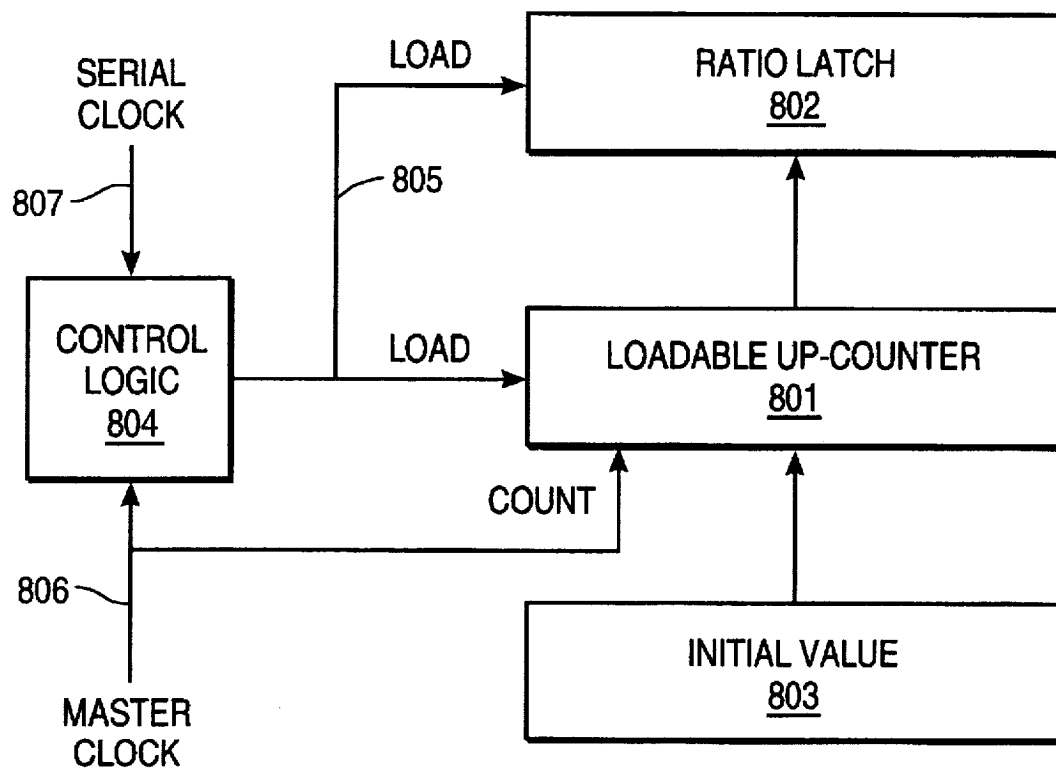 SERIAL
CLOCK
807
LOAD
805
RATIO LATCH
802
CONTROL
LOGIC
804
LOAD
LOADABLE UP-COUNTER
801
COUNT
806
MASTER
CLOCK
INITIAL VALUE
803